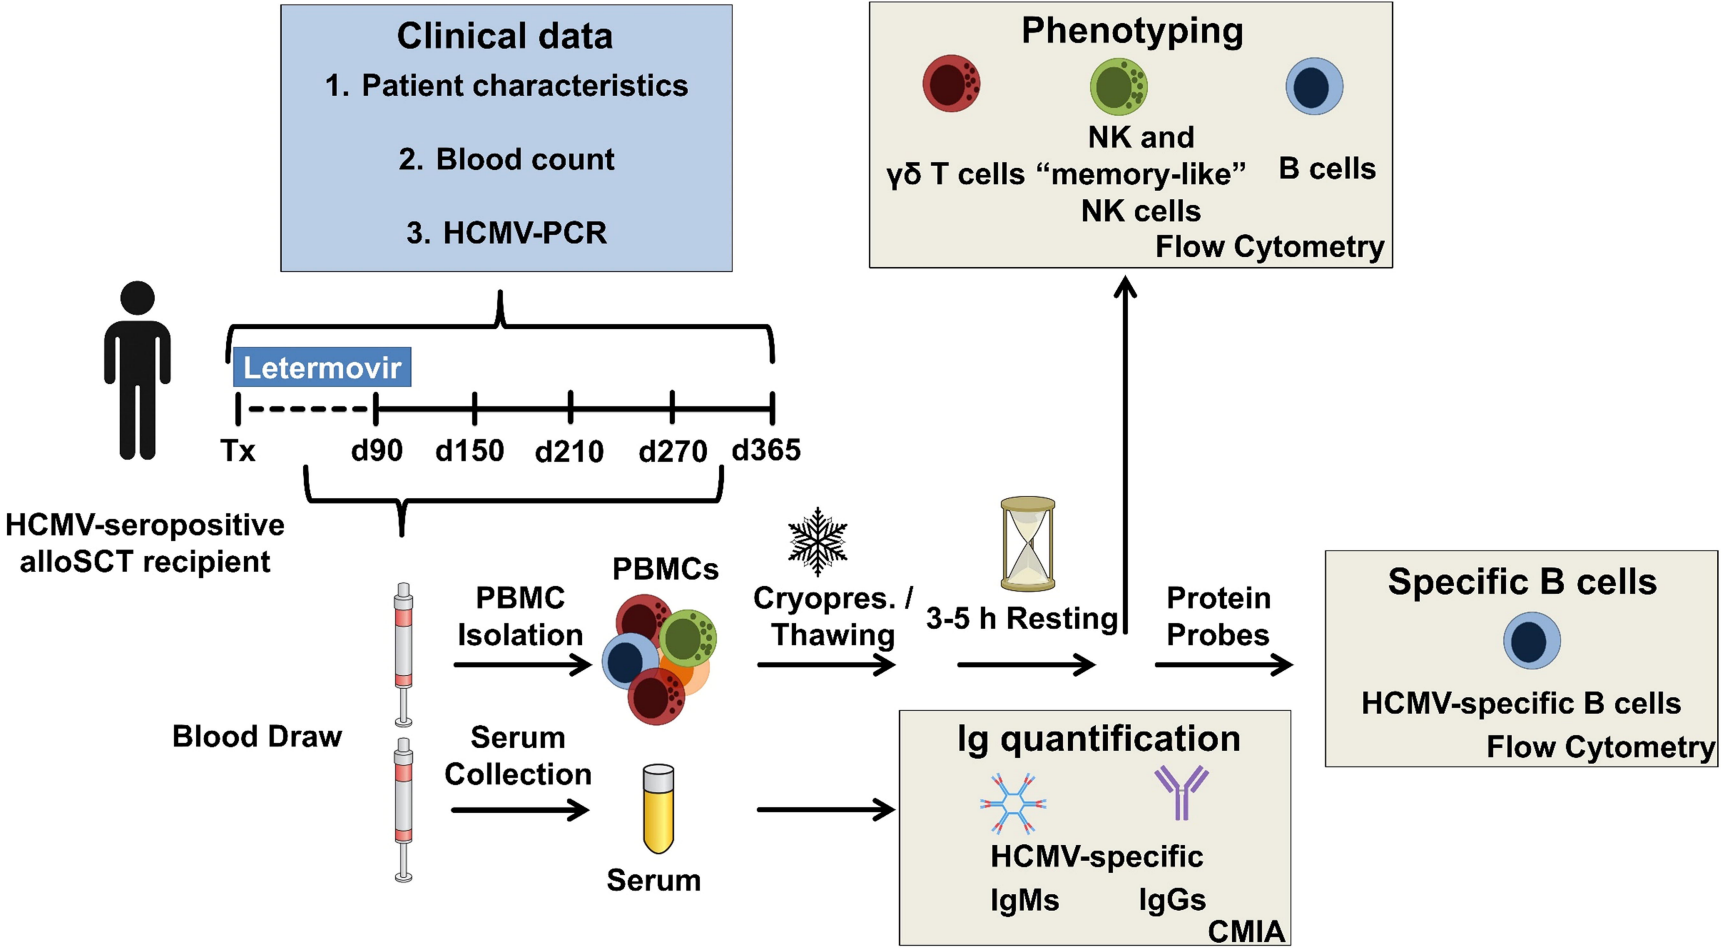 Clinical data
1. Patient characteristics
2. Blood count
3. HCMV-PCR
Phenotyping
γδ T cells
NK and
“memory-like”
NK cells
B cells
Flow Cytometry
Letermovir
Tx
d90
d150
d210
d270
d365
HCMV-seropositive
alloSCT recipient
Blood Draw
PBMC
Isolation
PBMCs
Cryopres. /
Thawing
3-5 h Resting
Protein
Probes
Specific B cells
HCMV-specific B cells
Flow Cytometry
Serum
Collection
Serum
Ig quantification
HCMV-specific
IgMs
IgGs
CMIA